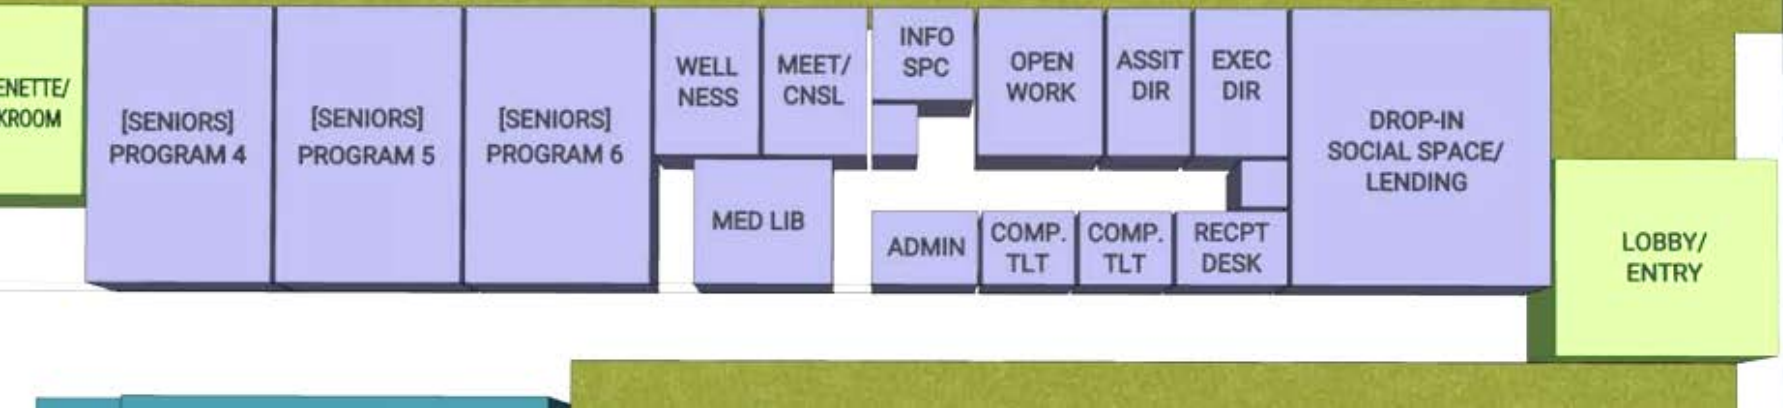 ENETTE/
KROOM
[SENIORS]
PROGRAM 4
[SENIORS]
PROGRAM 5
[SENIORS]
PROGRAM 6
WELL
NESS
MEET/
CNSL
INFO
SPC
OPEN
WORK
ASSIT
DIR
EXEC
DIR
DROP-IN
SOCIAL SPACE/
LENDING
MED LIB
ADMIN
COMP.
TLT
COMP.
TLT
RECPT
DESK
LOBBY/
ENTRY